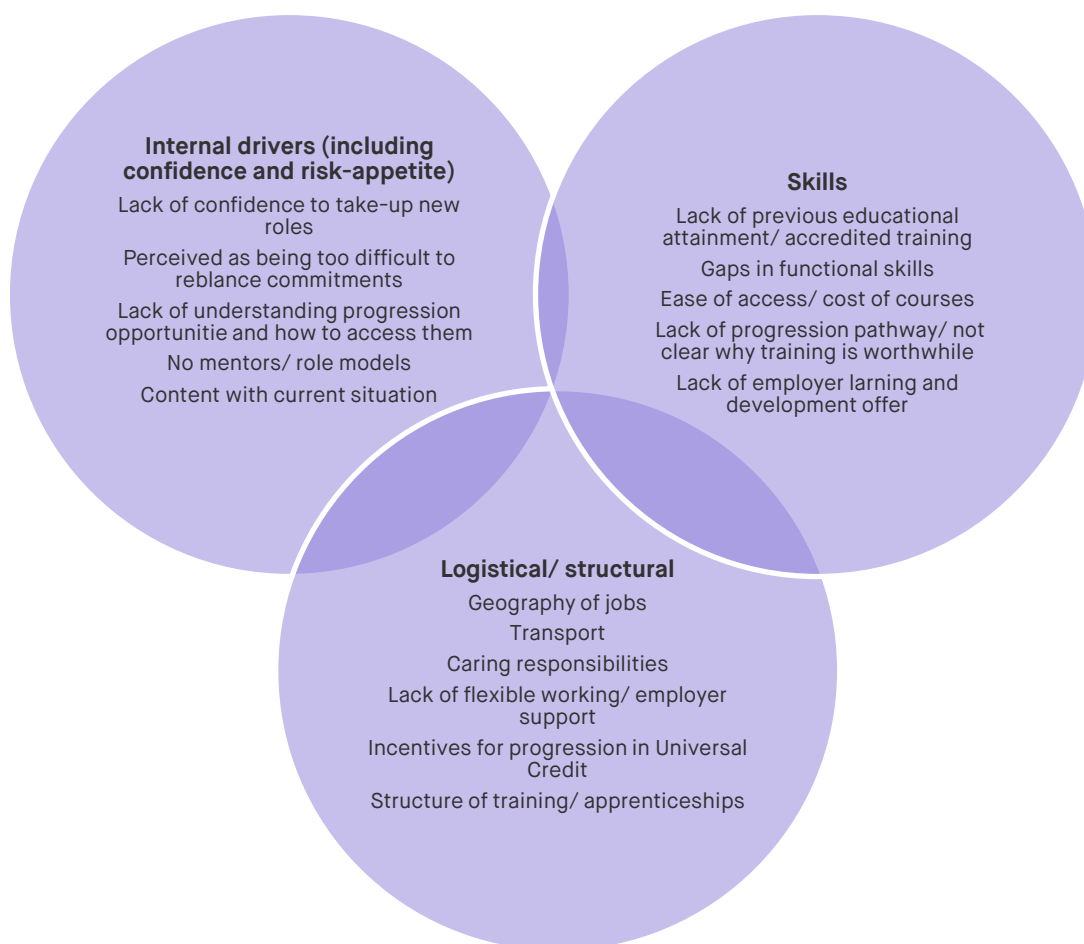 Internal drivers (including
confidence and risk-appetite)
Lack of confidence to take-up new
roles
Perceived as being too difficult to
reblance commitments
Lack of understanding progression
opportunitie and how to access them
No mentors/ role models
Content with current situation
Skills
Lack of previous educational
attainment/ accredited training
Gaps in functional skills
Ease of access/ cost of courses
Lack of progression pathway/ not
clear why training is worthwhile
Lack of employer larning and
development offer
Logistical/ structural
Geography of jobs
Transport
Caring responsibilities
Lack of flexible working/ employer
support
Incentives for progression in Universal
Credit
Structure of training/ apprenticeships